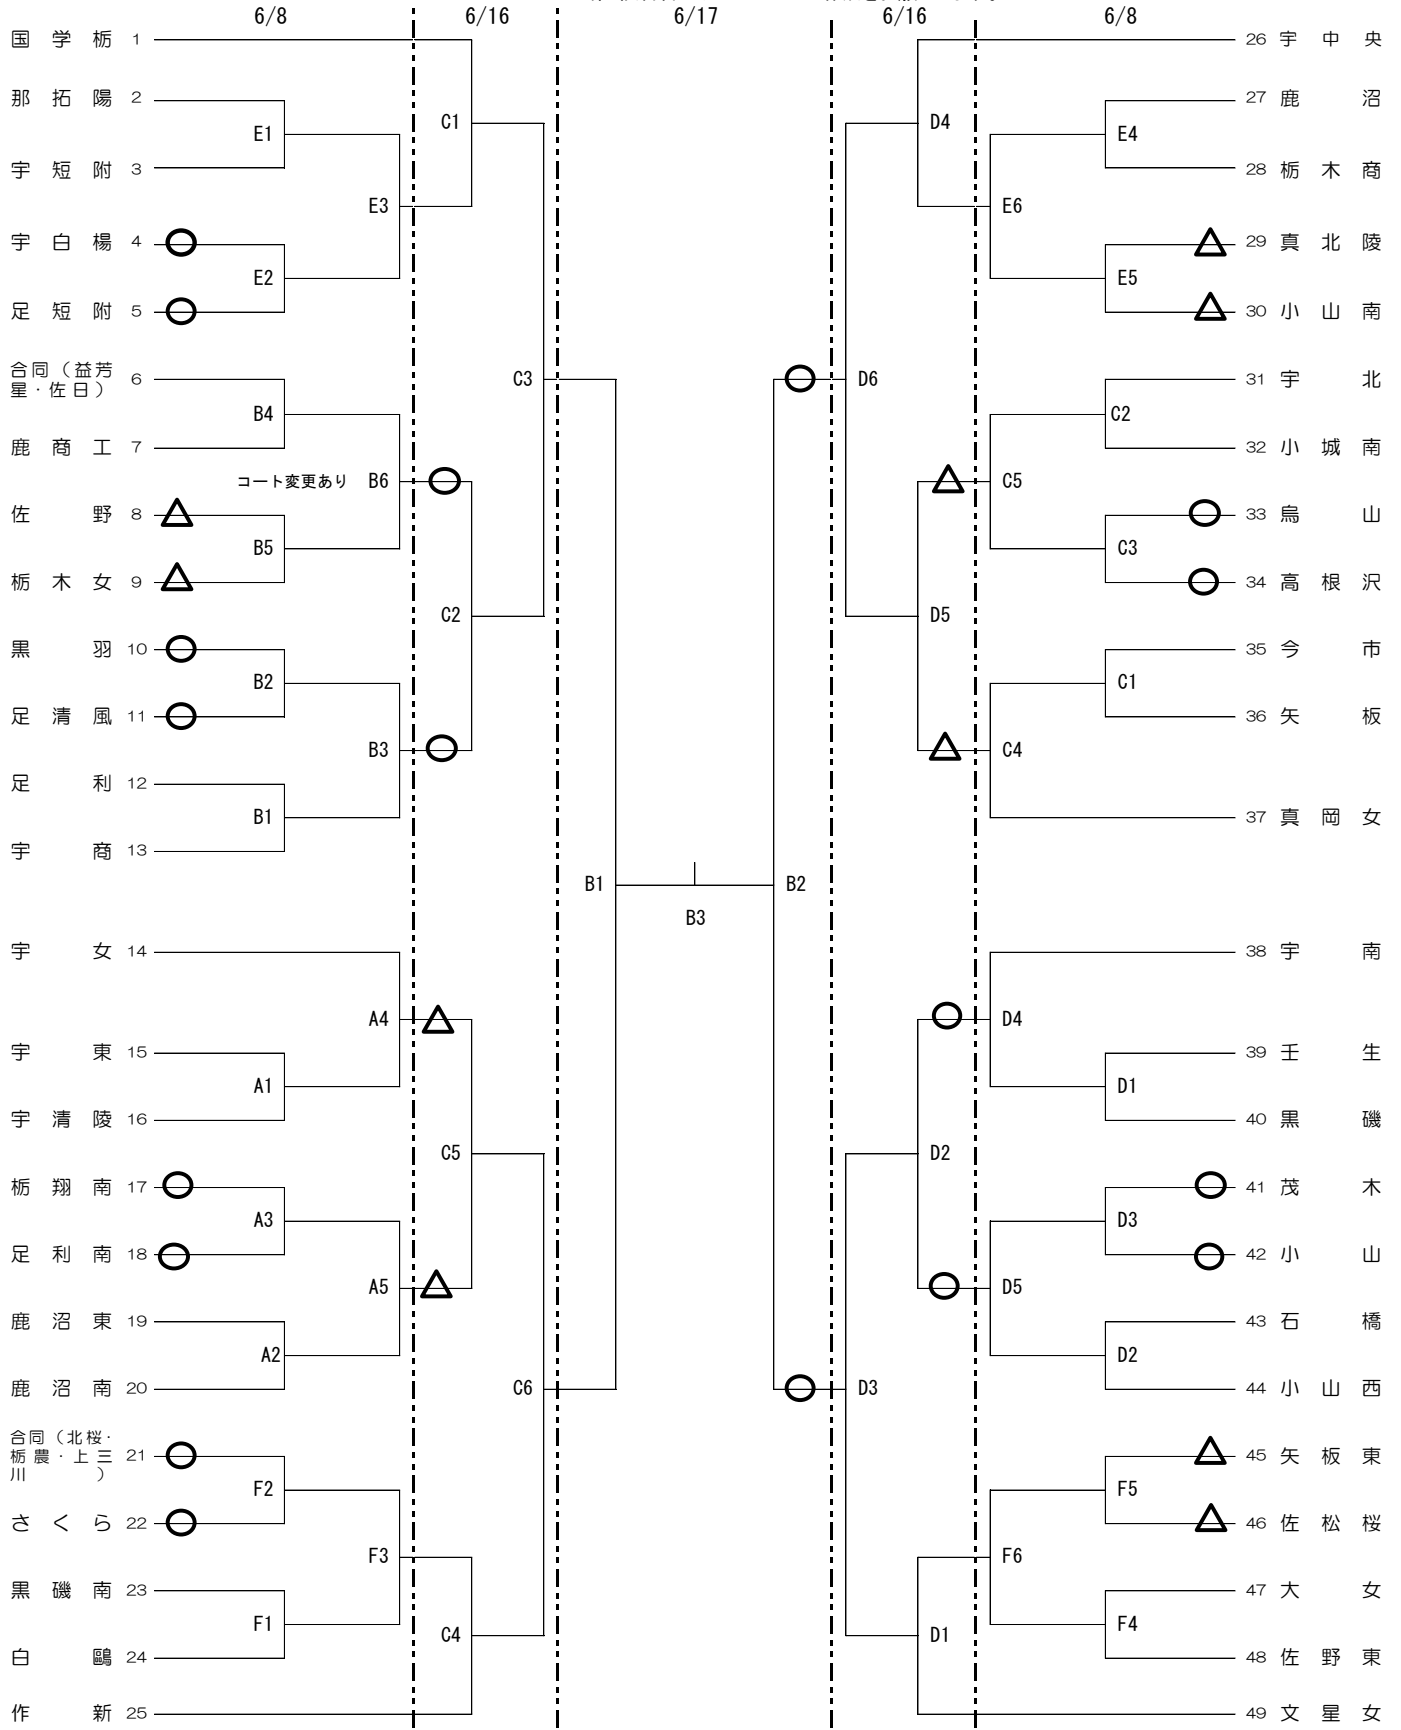 6/8 6/16 6/17 6/16 6/8
国学栃 1
那拓陽 2
E1
宇短附 3
E3
C1
宇白楊 4
E2
足短附 5
合同（益芳
星・佐日） 6
B4
C3
鹿商工 7
コート変更あり B6
佐野 8
B5
栃木女 9
C2
黒羽 10
B2
足清風 11
B3
足利 12
B1
宇商 13
B1
B3
B2
宇女 14
A4
宇東 15
A1
宇清陵 16
C5
栃翔南 17
A3
足利南 18
A5
鹿沼東 19
A2
鹿沼南 20
C6
合同（北桜・
栃農・上三
川） 21
F2
さくら 22
F3
黒磯南 23
F1
C4
白鷗 24
作新 25
26 宇中央
27 鹿沼
D4
E4
28 栃木商
E6
29 真北陵
E5
30 小山南
31 宇北
D6
C2
32 小城南
C5
33 烏山
C3
34 高根沢
D5
35 今市
C1
36 矢板
C4
37 真岡女
38 宇南
D4
39 壬生
D1
40 黒磯
D2
41 茂木
D3
42 小山
D5
43 石橋
D2
44 小山西
D3
45 矢板東
F5
46 佐松桜
F6
47 大女
F4
D1
48 佐野東
49 文星女